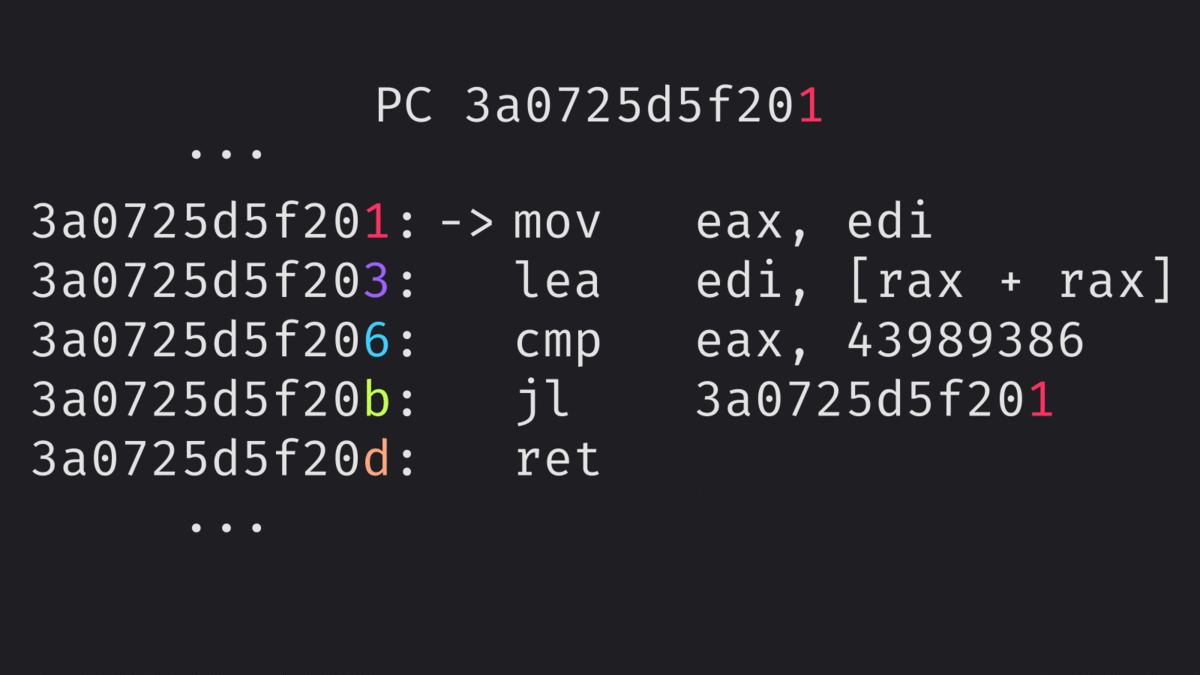 PC 3a0725d5f201
...
3a0725d5f201: -> mov eax, edi
3a0725d5f203: lea edi, [rax + rax]
3a0725d5f206: cmp eax, 43989386
3a0725d5f20b: jl 3a0725d5f201
3a0725d5f20d: ret
...